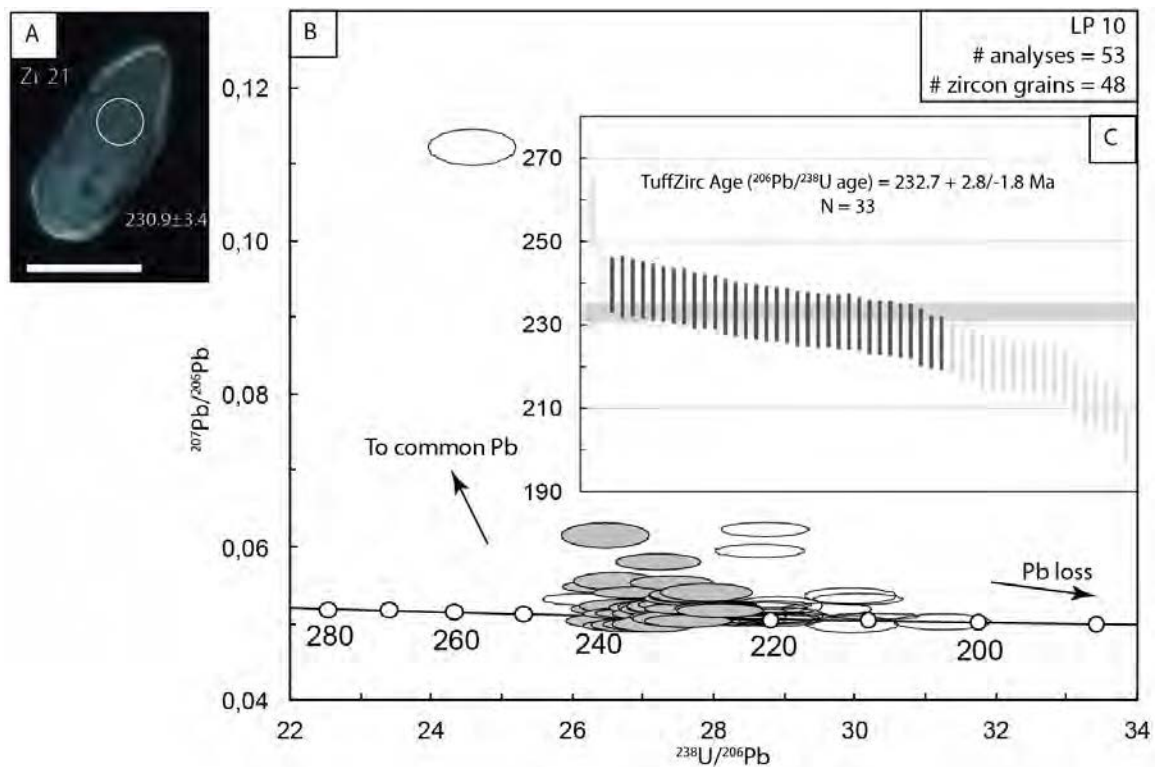 A
Zr 21
230.9±3.4
B
LP 10
# analyses = 53
# zircon grains = 48
C
TuffZirc Age (²⁰⁶Pb/²³⁸U age) = 232.7 + 2.8/-1.8 Ma
N = 33
270
250
230
210
190
0,12
0,10
0,08
0,06
0,04
²⁰⁷Pb/²⁰⁶Pb
To common Pb
Pb loss
280 260 240 220 200
22 24 26 28 30 32 34
²³⁸U/²⁰⁶Pb